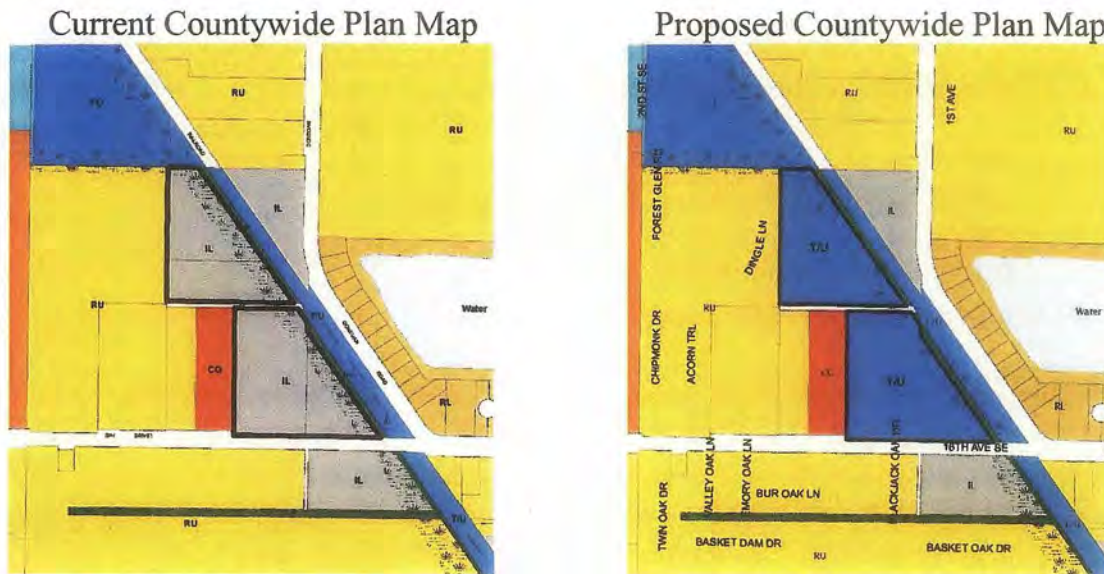 Current Countywide Plan Map
RU
RU
IL
IL
RU
Water
CG
IL
RL
IL
RU
T/U
Proposed Countywide Plan Map
2ND ST SE
1ST AVE
RU
RU
FOREST GLEN
IL
DINGLE LN
T/U
RU
Water
CHIPMONK DR
ACORN TRL
T/U
RL
16TH AVE SE
VALLEY OAK LN
EMORY OAK LN
BLACKJACK OAK
IL
BUR OAK LN
TWIN OAK DR
BASKET DAM DR
BASKET OAK DR
RU